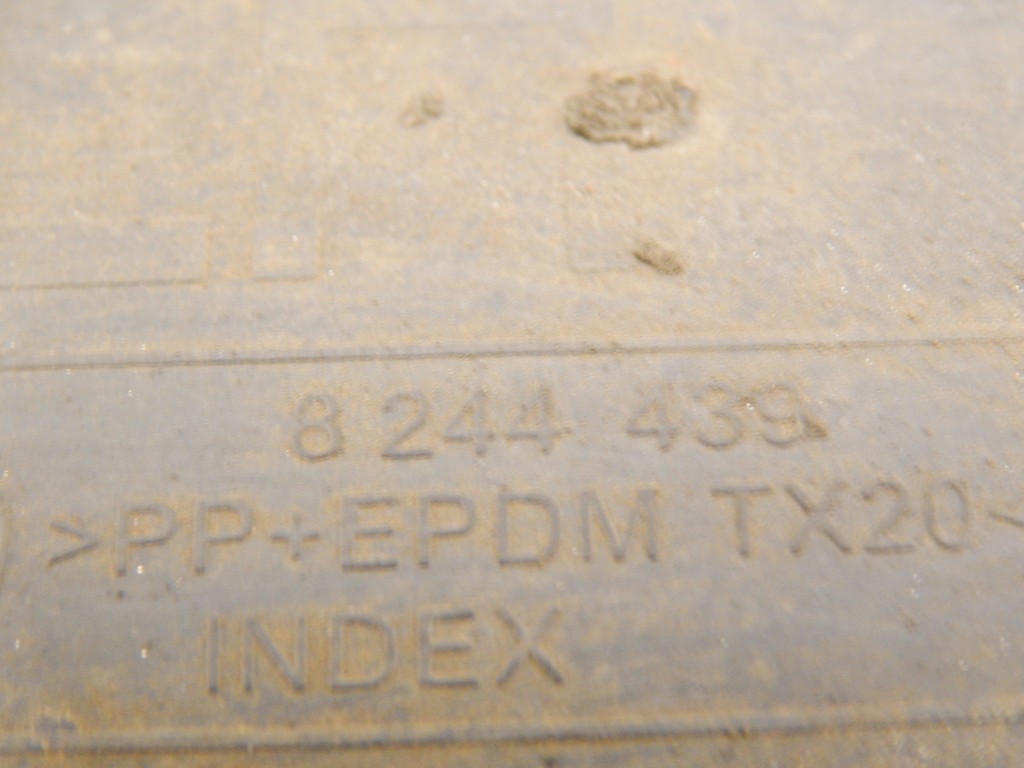 8 244 439
>PP+EPDM TX20<
INDEX